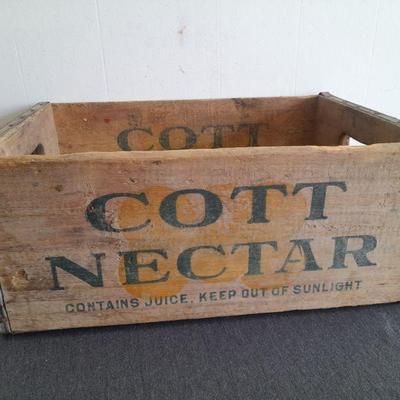 COTT
COTT
NECTAR
CONTAINS JUICE, KEEP OUT OF SUNLIGHT